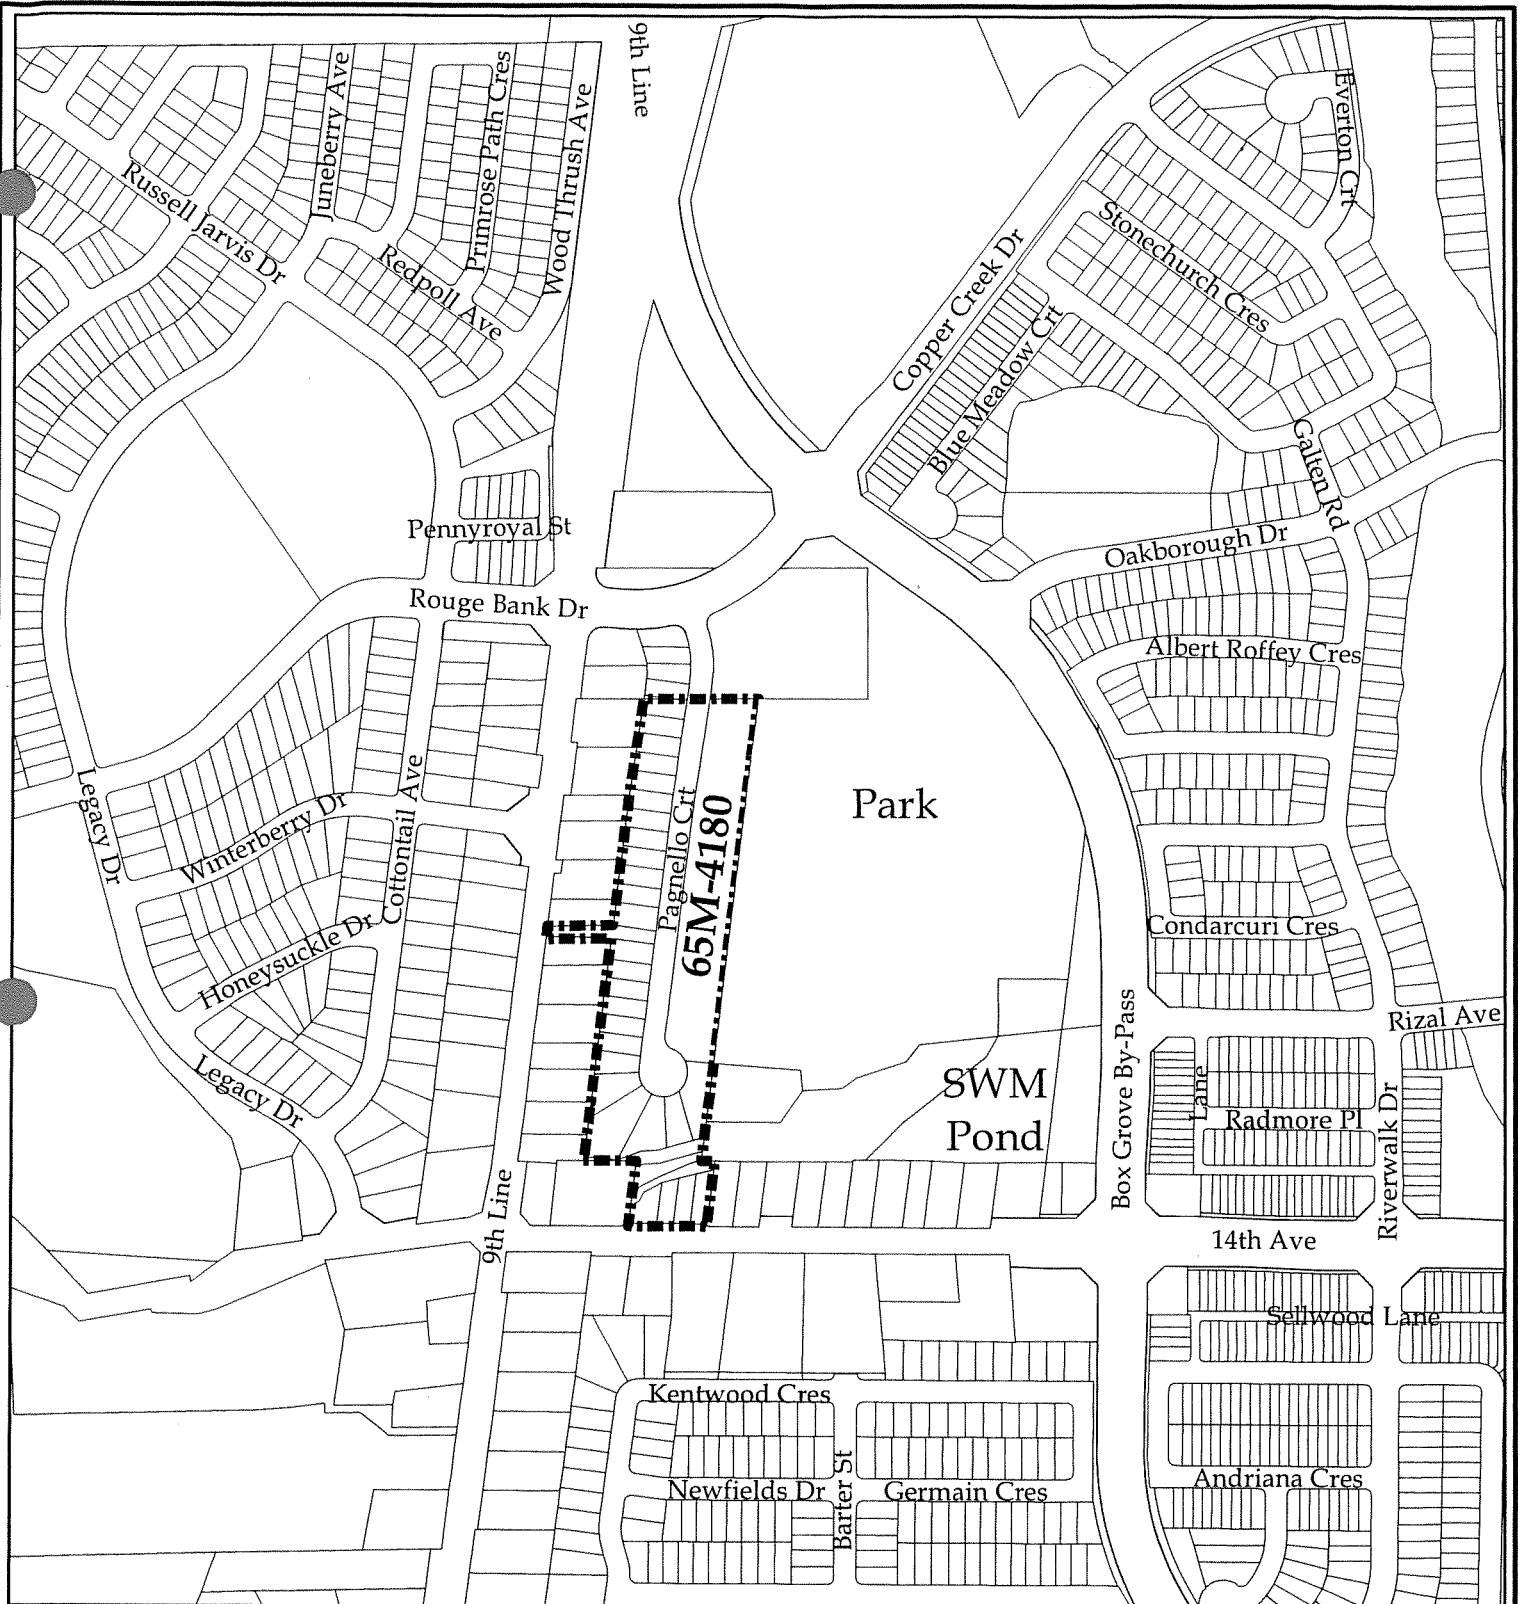 9th Line
Juneberry Ave
Primrose Path Cres
Wood Thrush Ave
Everton Crt
Russell Jarvis Dr
Redpoll Ave
Stonechurch Cres
Copper Creek Dr
Blue Meadow Crt
Galten Rd
Pennyroyal St
Oakborough Dr
Rouge Bank Dr
Albert Roffey Cres
Legacy Dr
Winterberry Dr
Cottontail Ave
Pagnello Crt
65M-4180
Park
Honeysuckle Dr
Condarcuri Cres
Rizal Ave
Legacy Dr
SWM
Pond
Box Grove By-Pass
Lane
Radmore Pl
Riverwalk Dr
9th Line
14th Ave
Sellwood Lane
Kentwood Cres
Newfields Dr
Barter St
Germain Cres
Andriana Cres